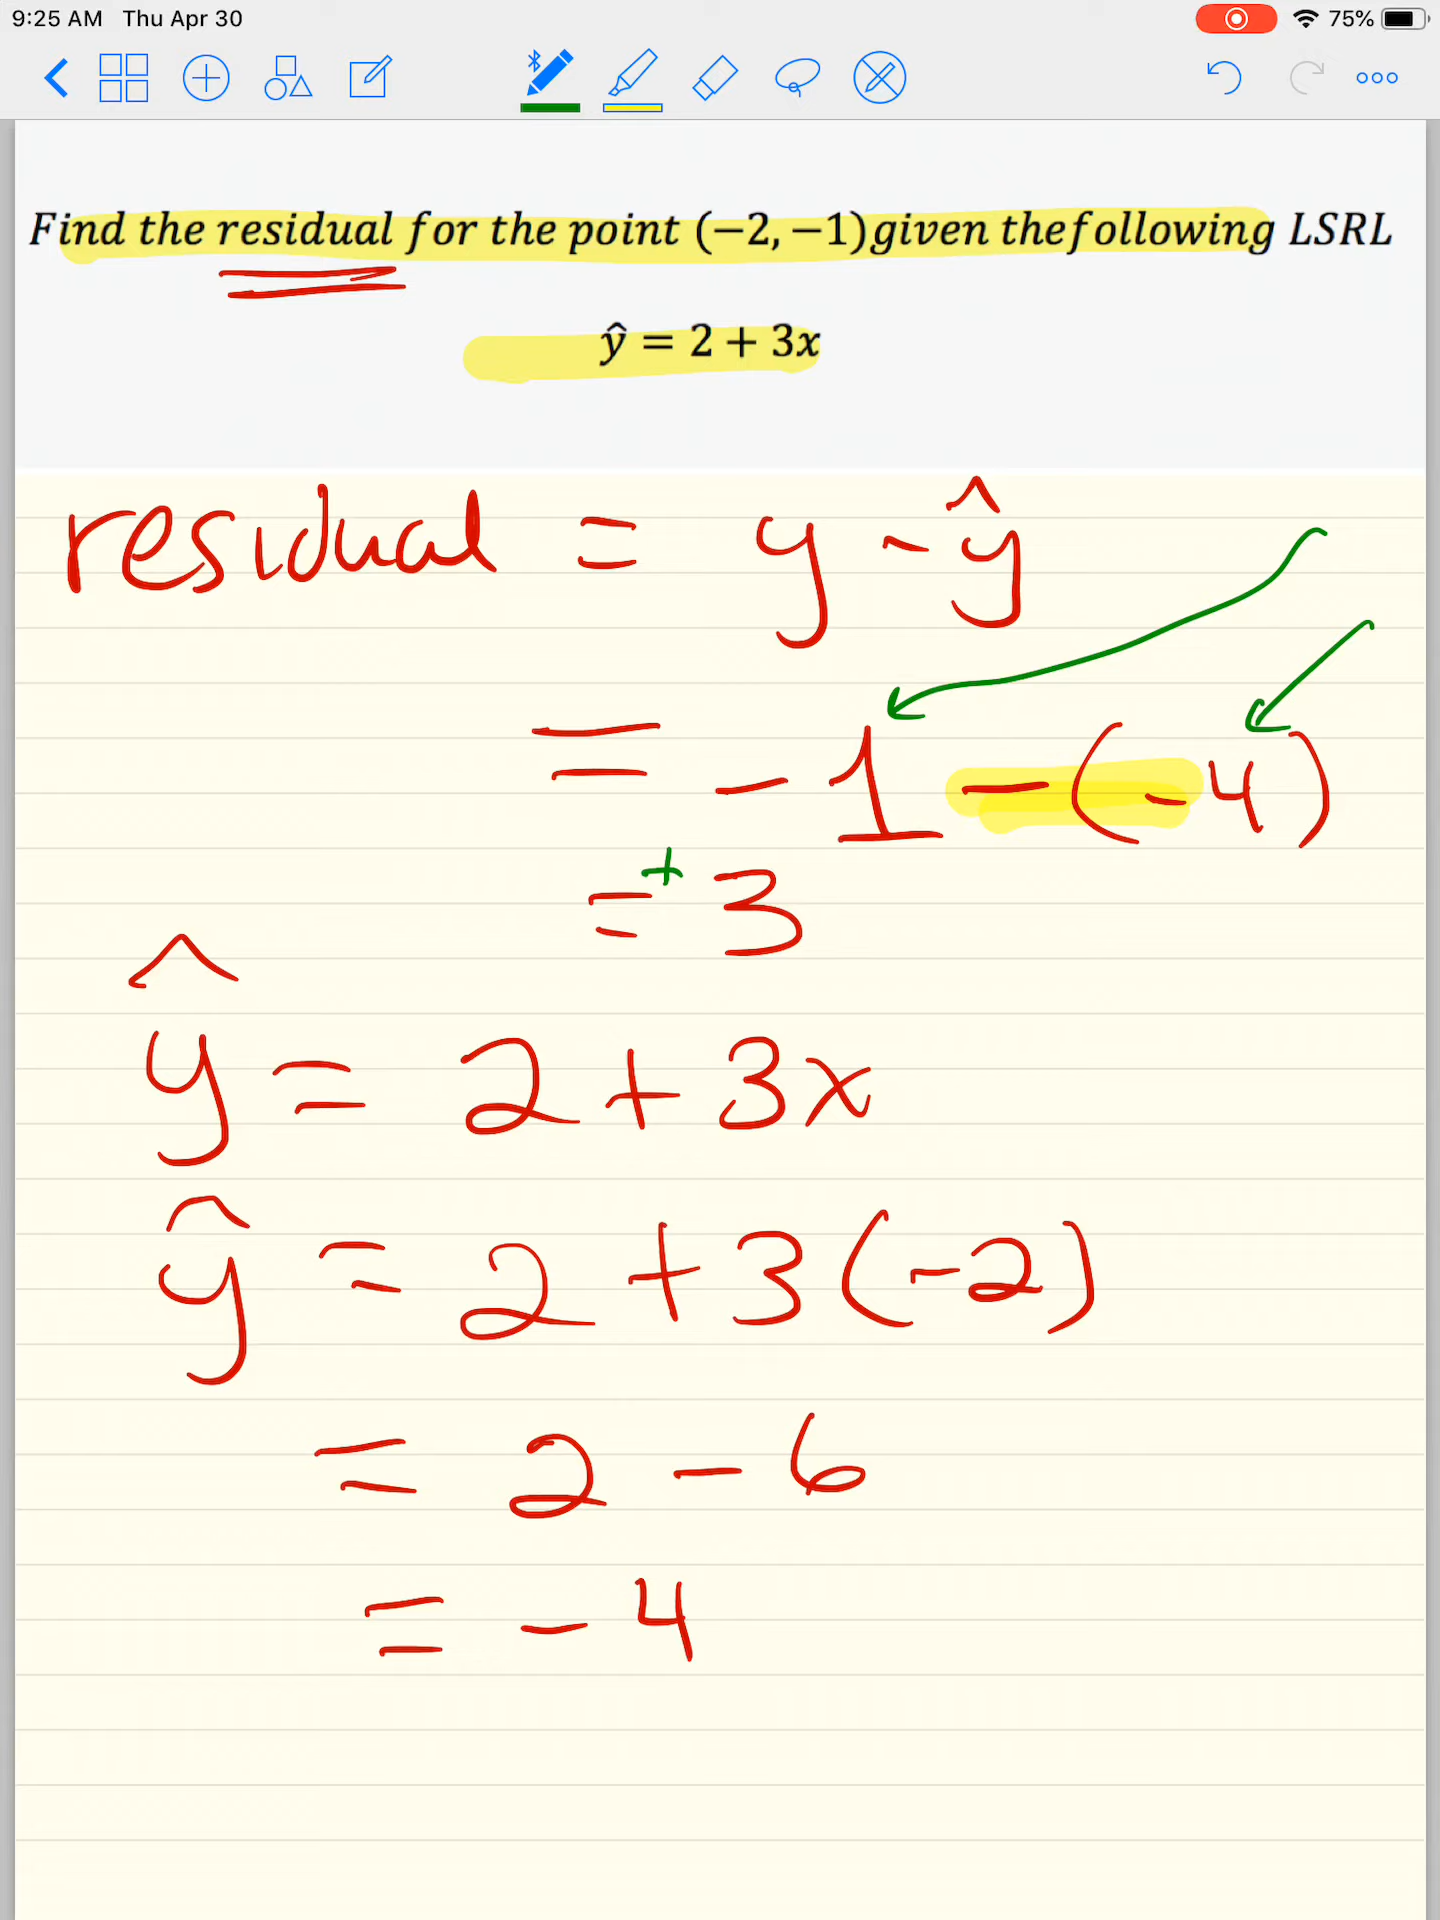 9:25 AM Thu Apr 30 75%
Find the residual for the point (−2, −1)given the following LSRL
ŷ = 2 + 3x
residual = y - ŷ
= -1 - (-4)
= +3
ŷ = 2 + 3x
ŷ = 2 + 3(-2)
= 2 - 6
= -4